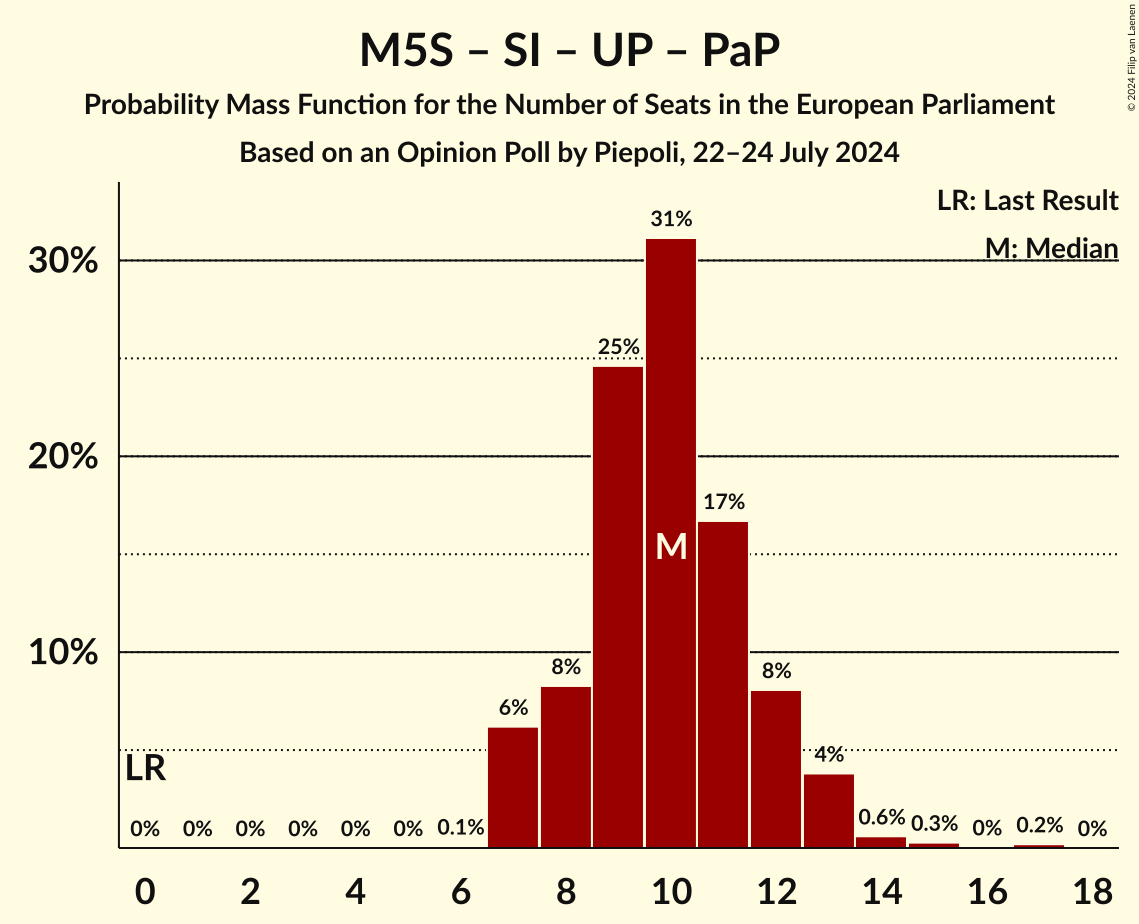 M5S – SI – UP – PaP
Probability Mass Function for the Number of Seats in the European Parliament
Based on an Opinion Poll by Piepoli, 22–24 July 2024
© 2024 Filip van Laenen
LR: Last Result
M: Median
30%
20%
10%
31%
25%
17%
8%
8%
6%
4%
M
LR
0% 0% 0% 0% 0% 0% 0.1% 0.6% 0.3% 0% 0.2% 0%
0 2 4 6 8 10 12 14 16 18